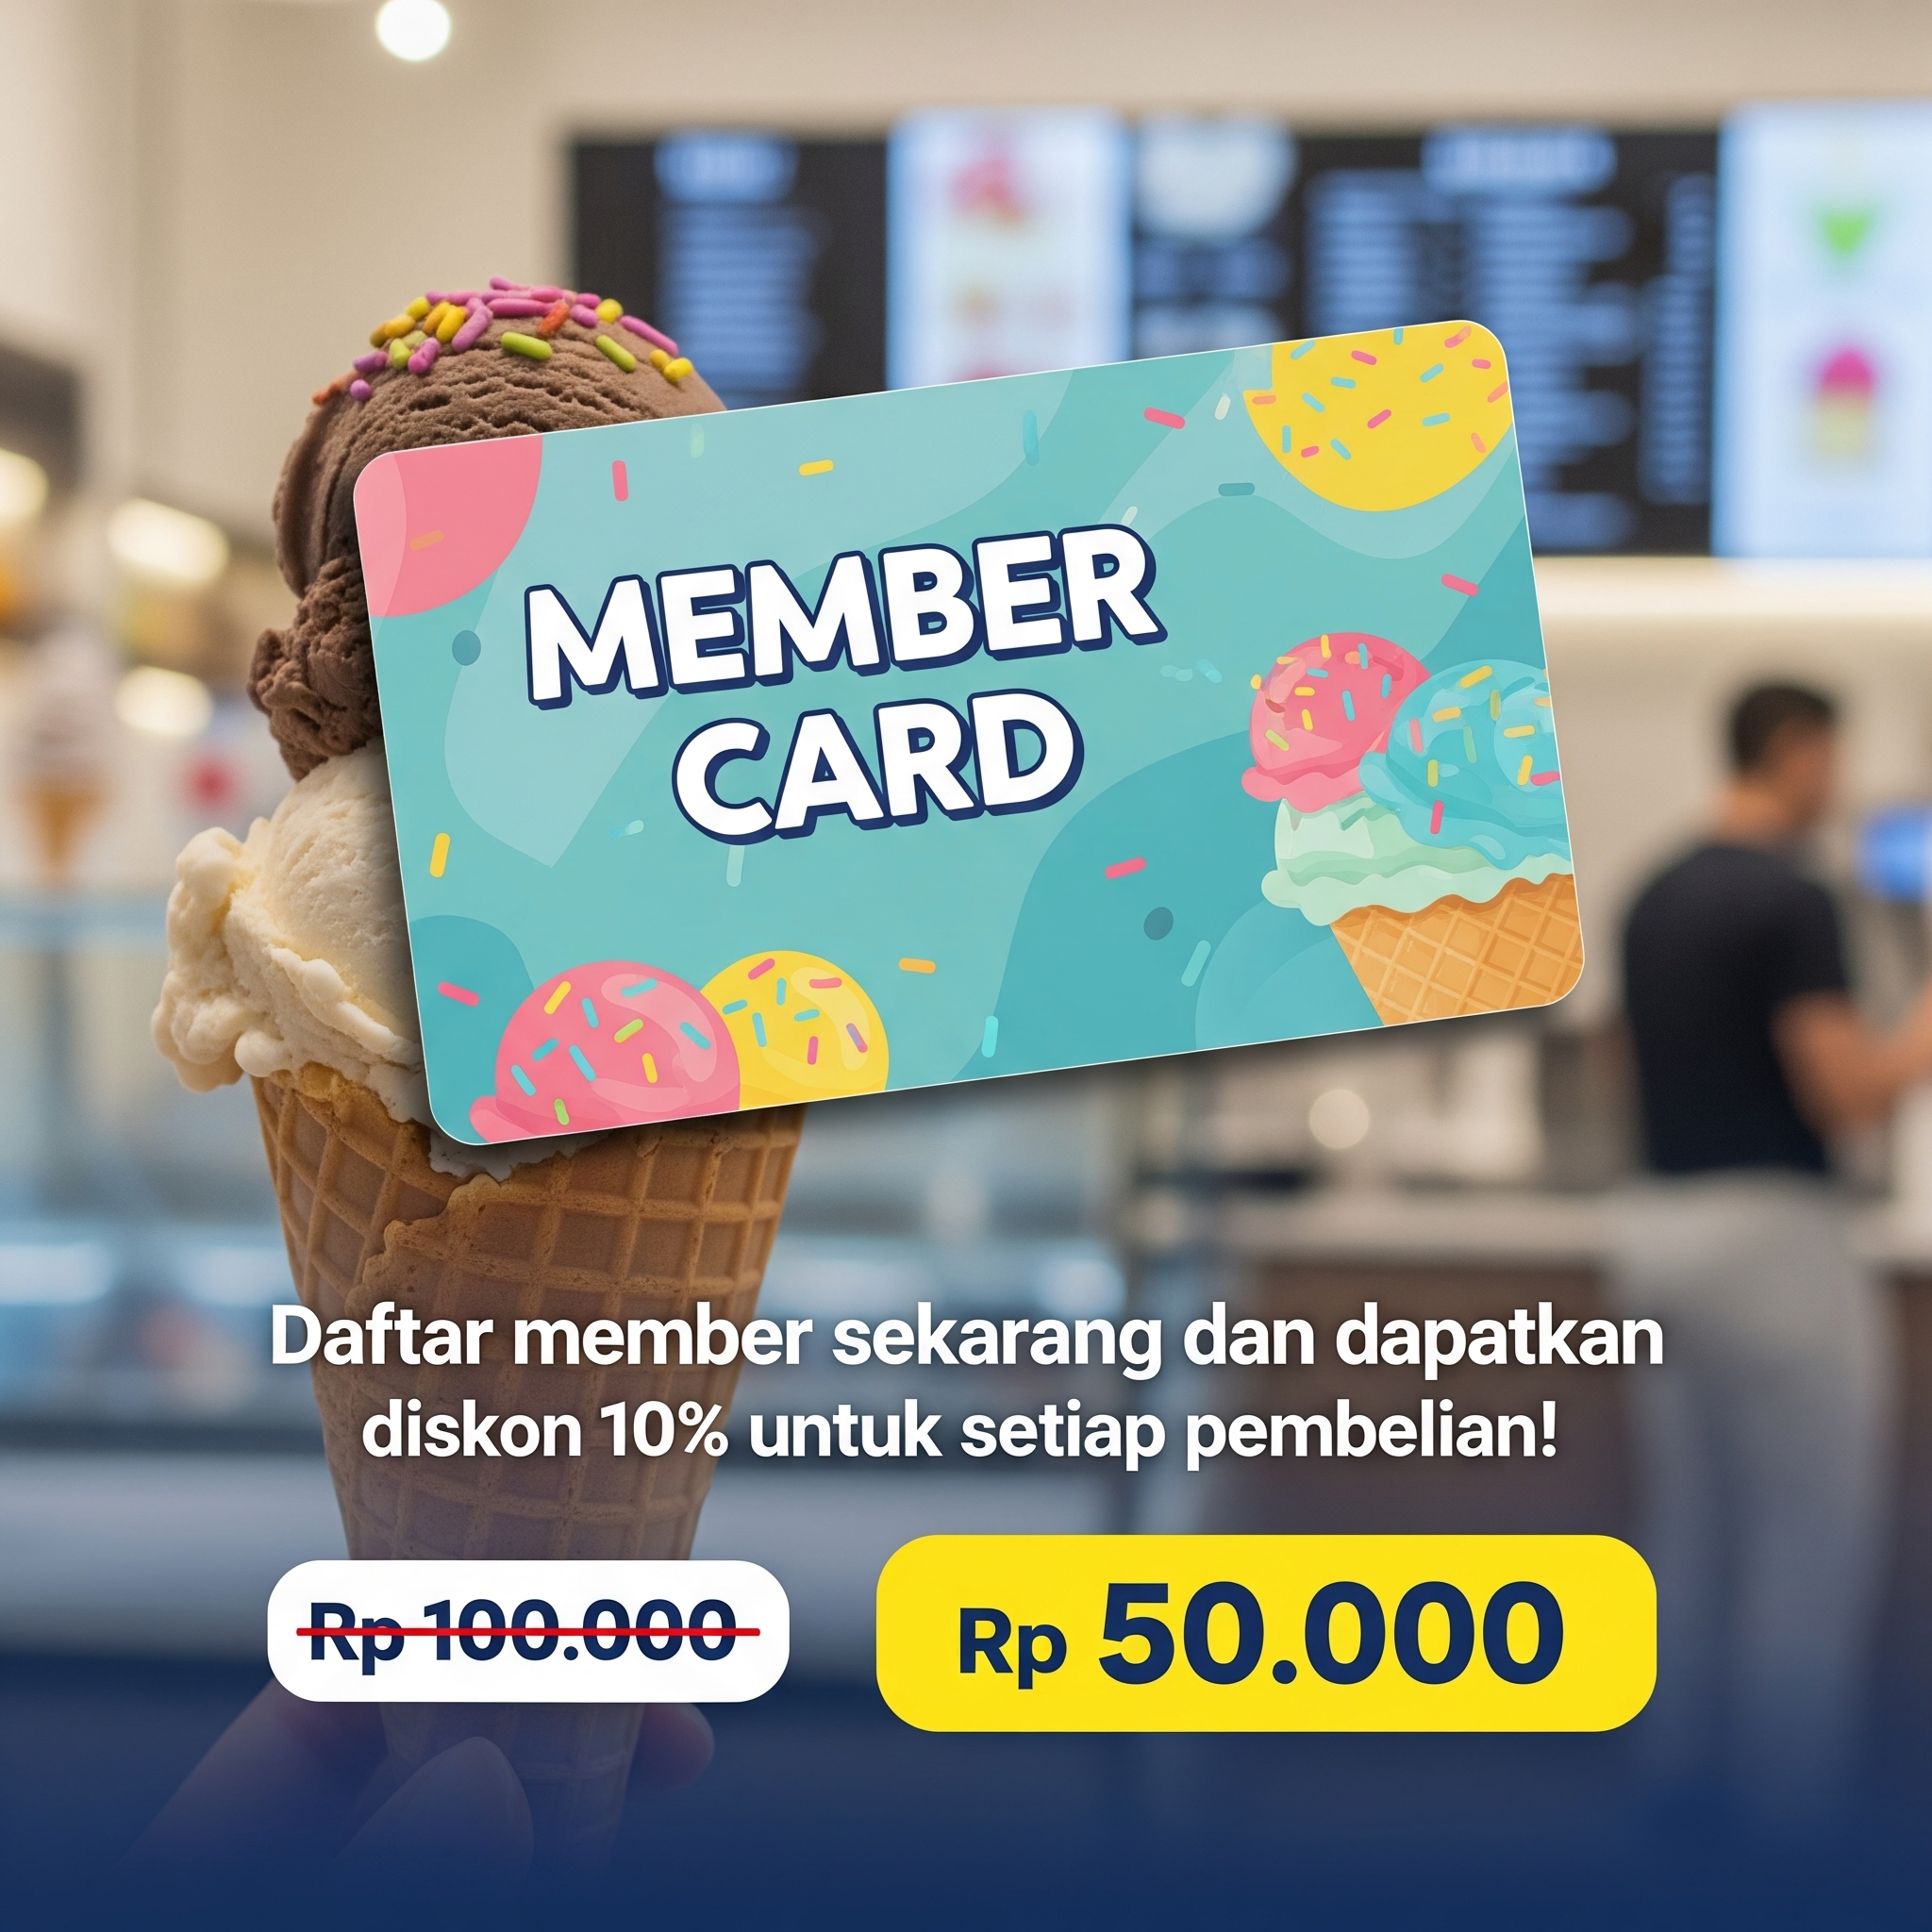 MEMBER
CARD
Daftar member sekarang dan dapatkan
diskon 10% untuk setiap pembelian!
Rp 100.000
Rp 50.000